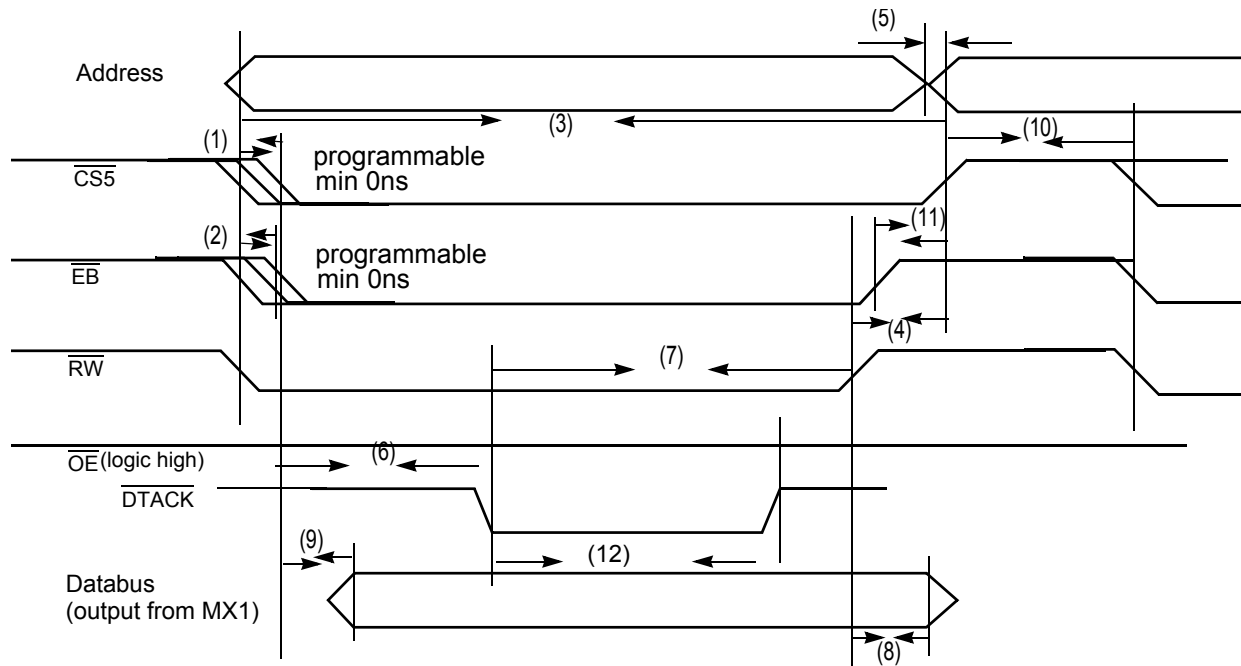 (5)
Address
(3)
(10)
(1)
programmable
min 0ns
CS5
(11)
(2)
programmable
min 0ns
EB
(4)
(7)
RW
OE (logic high)
(6)
DTACK
(9)
(12)
Databus
(output from MX1)
(8)